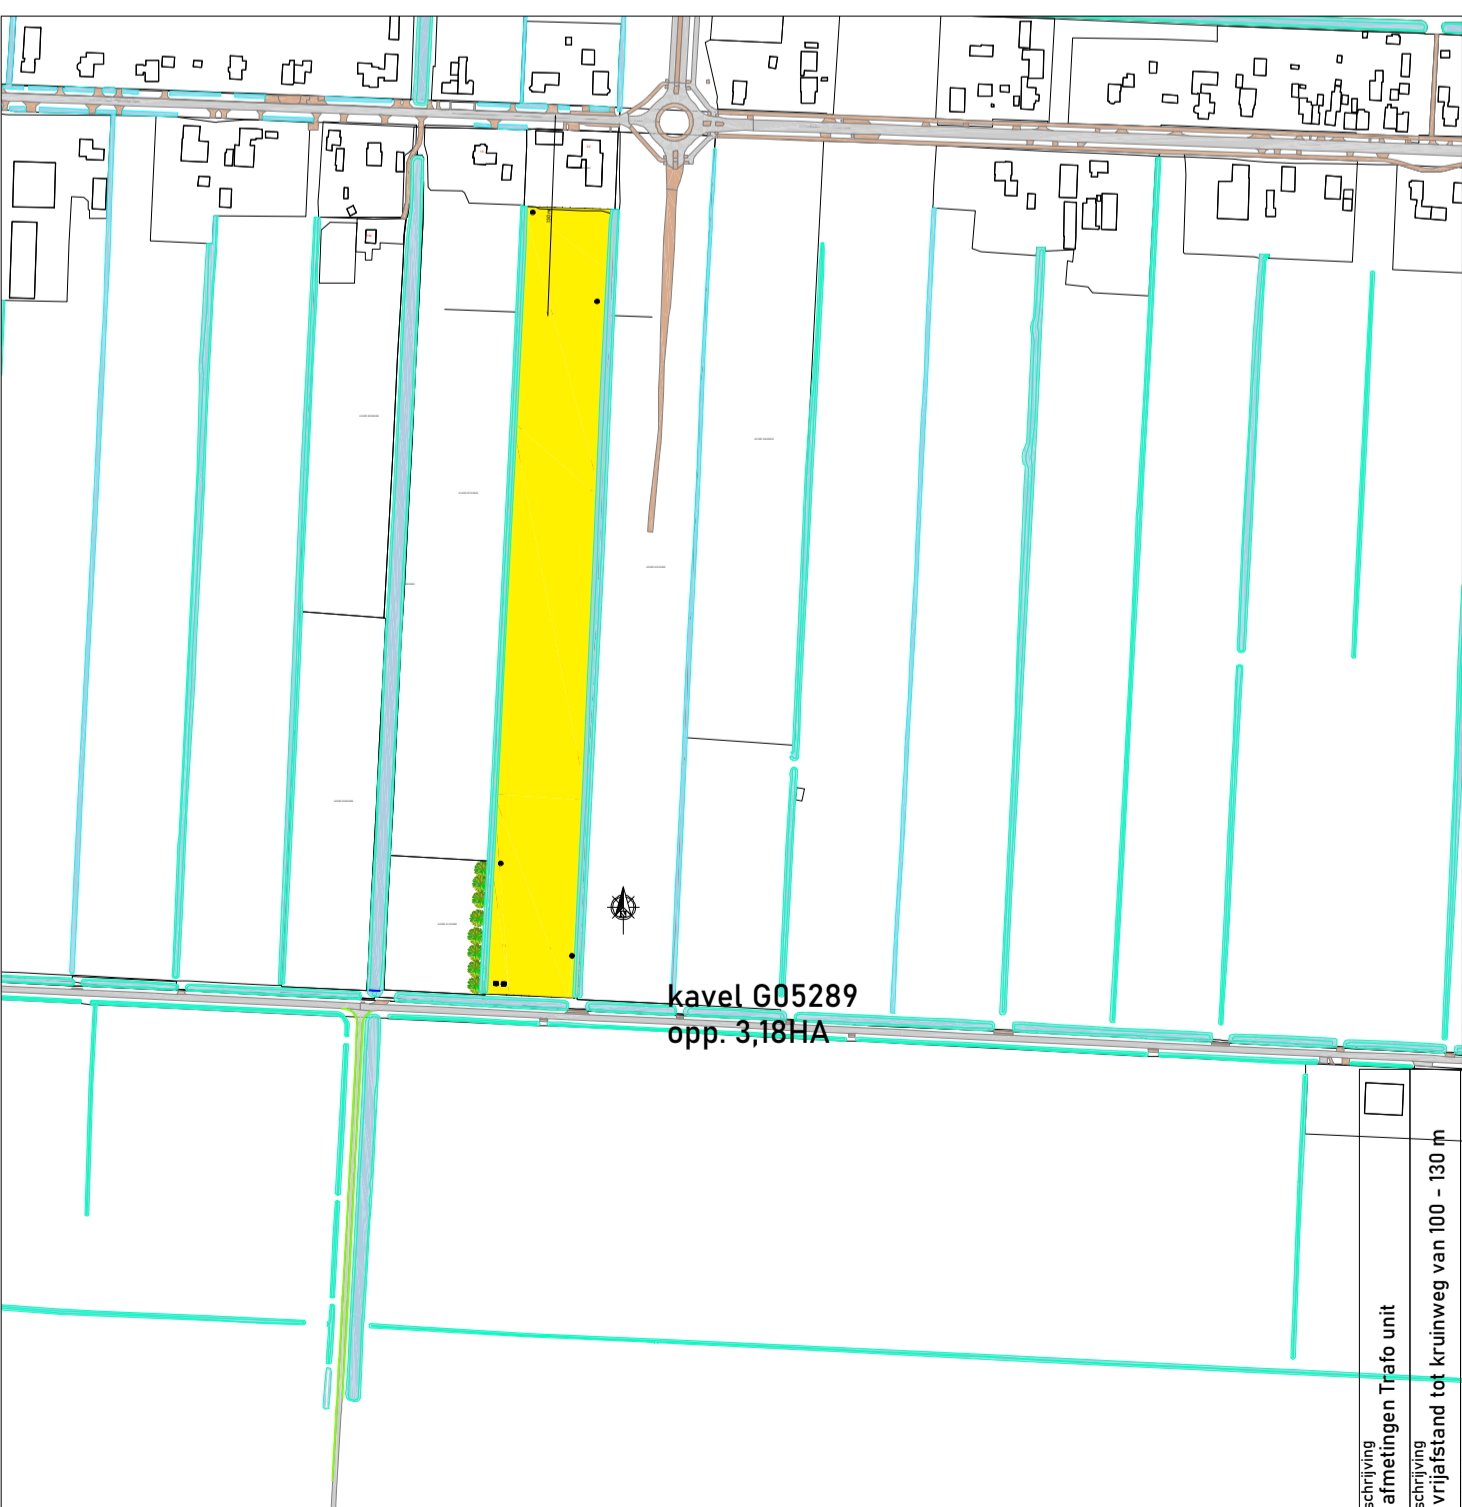 kavel G05289
opp. 3,18HA
schrijving
afmetingen Trafo unit
schrijving
vrijafstand tot kruinweg van 100 - 130 m